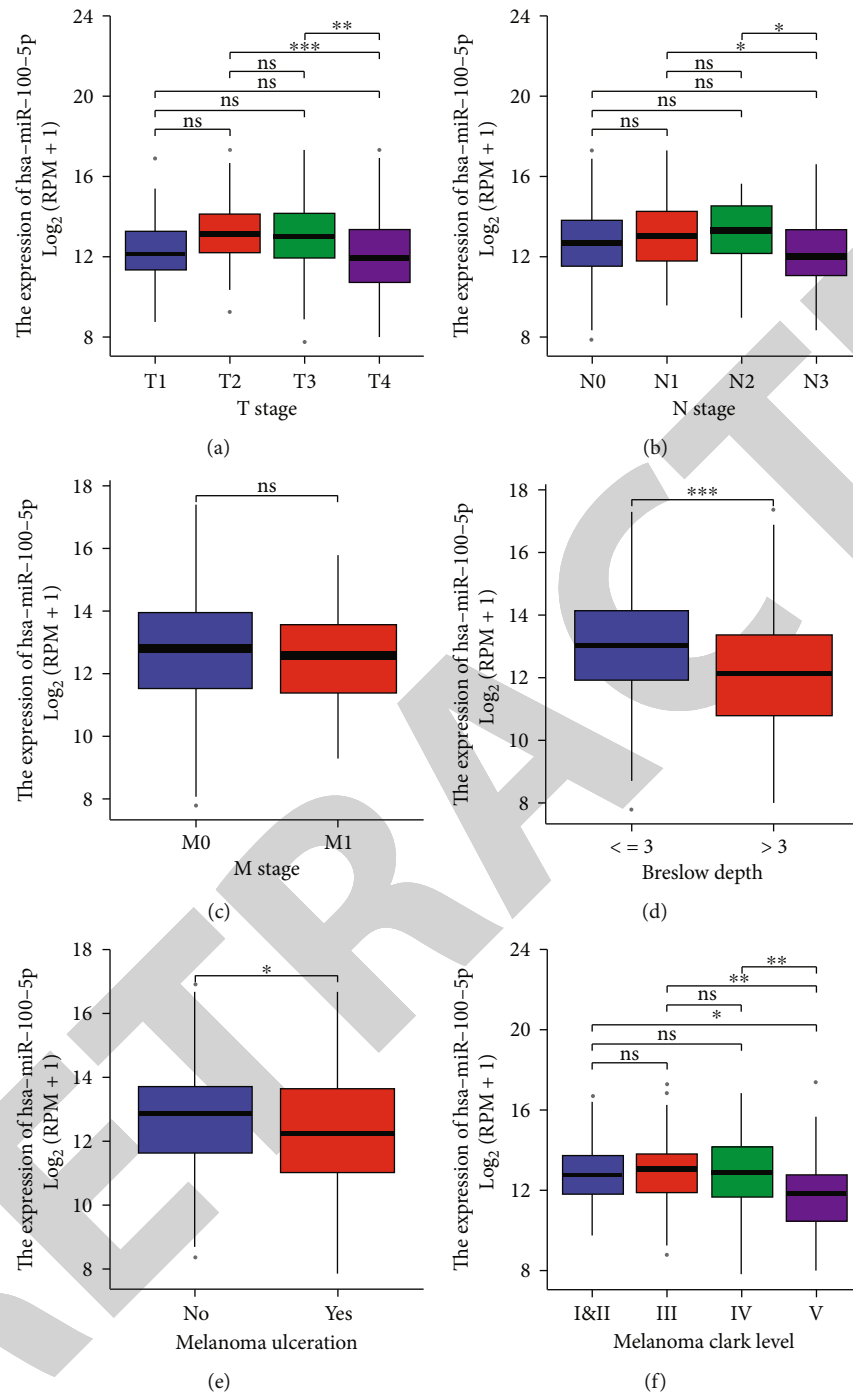 The expression of hsa–miR–100–5p
Log2 (RPM + 1)
24
20
16
12
8
**
***
ns
ns
ns
ns
T1 T2 T3 T4
T stage
(a)
The expression of hsa–miR–100–5p
Log2 (RPM + 1)
24
20
16
12
8
*
*
ns
ns
ns
ns
N0 N1 N2 N3
N stage
(b)
The expression of hsa–miR–100–5p
Log2 (RPM + 1)
18
16
14
12
10
8
ns
M0 M1
M stage
(c)
The expression of hsa–miR–100–5p
Log2 (RPM + 1)
18
16
14
12
10
8
***
< = 3 > 3
Breslow depth
(d)
The expression of hsa–miR–100–5p
Log2 (RPM + 1)
18
16
14
12
10
8
*
No Yes
Melanoma ulceration
(e)
The expression of hsa–miR–100–5p
Log2 (RPM + 1)
24
20
16
12
8
**
**
ns
*
ns
ns
I&II III IV V
Melanoma clark level
(f)
RETRACT